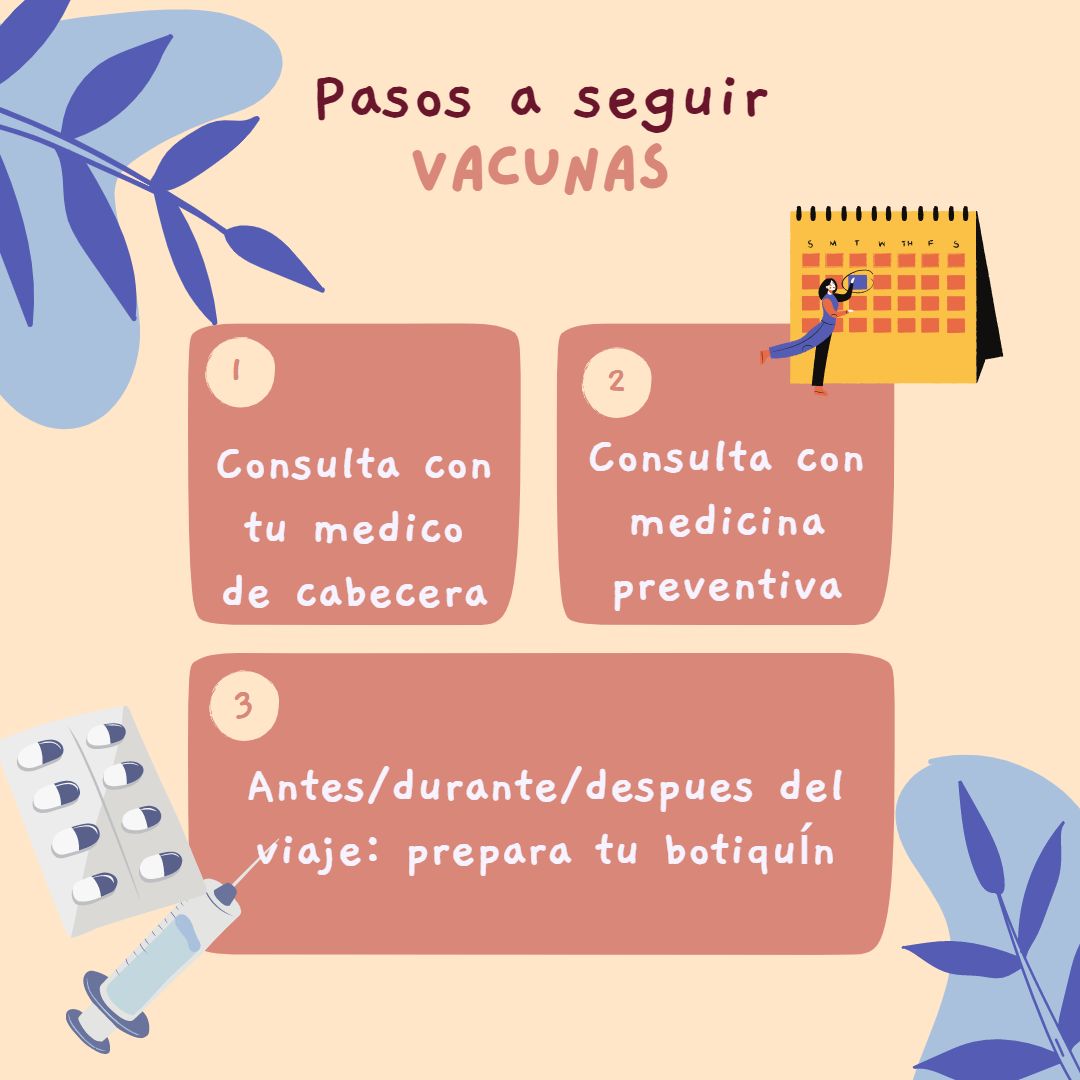 Pasos a seguir
VACUNAS
S M T W TH F S
1
Consulta con
tu medico
de cabecera
2
Consulta con
medicina
preventiva
3
Antes/durante/despues del
viaje: prepara tu botiquín